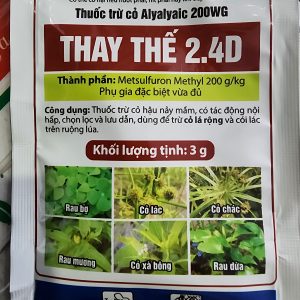 Thuốc trừ cỏ Alyalyaic 200WG
THAY THẾ 2.4D
Thành phần: Metsulfuron Methyl 200 g/kg
Phụ gia đặc biệt vừa đủ
Công dụng: Thuốc trừ cỏ hậu nảy mầm, có tác động nội
hấp, chọn lọc và lưu dẫn, dùng để trừ cỏ lá rộng và cói lác
trên ruộng lúa.
Khối lượng tịnh: 3 g
Rau bợ
Cỏ lác
Cỏ chác
Rau mương
Cỏ xà bông
Rau dừa